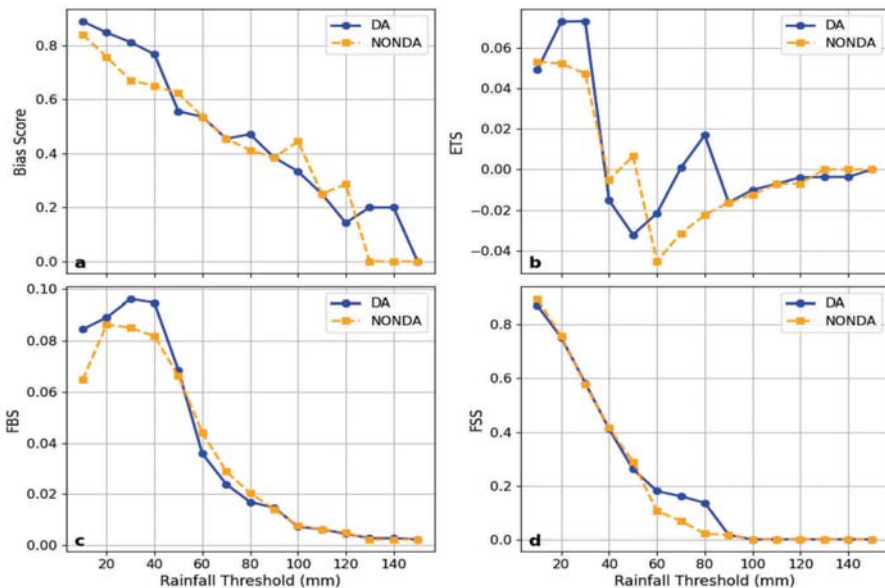 DA
NONDA
0.8
0.6
0.4
0.2
0.0
Bias Score
a
DA
NONDA
0.06
0.04
0.02
0.00
−0.02
−0.04
ETS
b
DA
NONDA
0.10
0.08
0.06
0.04
0.02
0.00
FBS
c
20 40 60 80 100 120 140
Rainfall Threshold (mm)
DA
NONDA
0.8
0.6
0.4
0.2
0.0
FSS
d
20 40 60 80 100 120 140
Rainfall Threshold (mm)